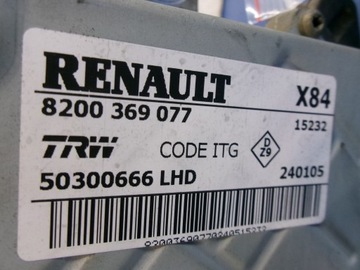 RENAULT X84
8200 369 077 15232
TRW CODE ITG D Z9
50300666 LHD 240105